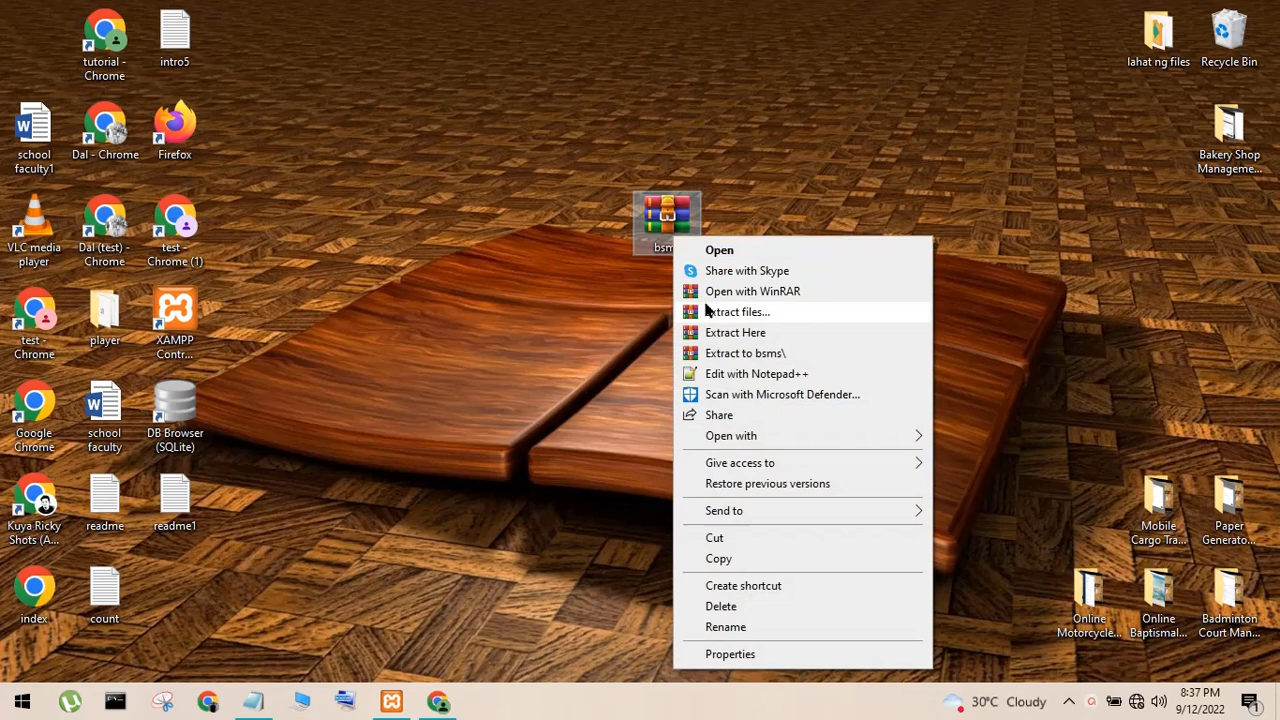 tutorial -
Chrome
intro5
lahat ng files
Recycle Bin
school
faculty1
Dal - Chrome
Firefox
Bakery Shop
Manageme...
VLC media
player
Dal (test) -
Chrome
test -
Chrome (1)
test -
Chrome
player
XAMPP
Contr...
Google
Chrome
school
faculty
DB Browser
(SQLite)
Kuya Ricky
Shots (A...
readme
readme1
Mobile
Cargo Tra...
Paper
Generato...
index
count
Online
Motorcycle...
Online
Baptismal...
Badminton
Court Man...
Open
Share with Skype
Open with WinRAR
Extract files...
Extract Here
Extract to bsms\
Edit with Notepad++
Scan with Microsoft Defender...
Share
Open with
Give access to
Restore previous versions
Send to
Cut
Copy
Create shortcut
Delete
Rename
Properties
30°C Cloudy
8:37 PM
9/12/2022
1